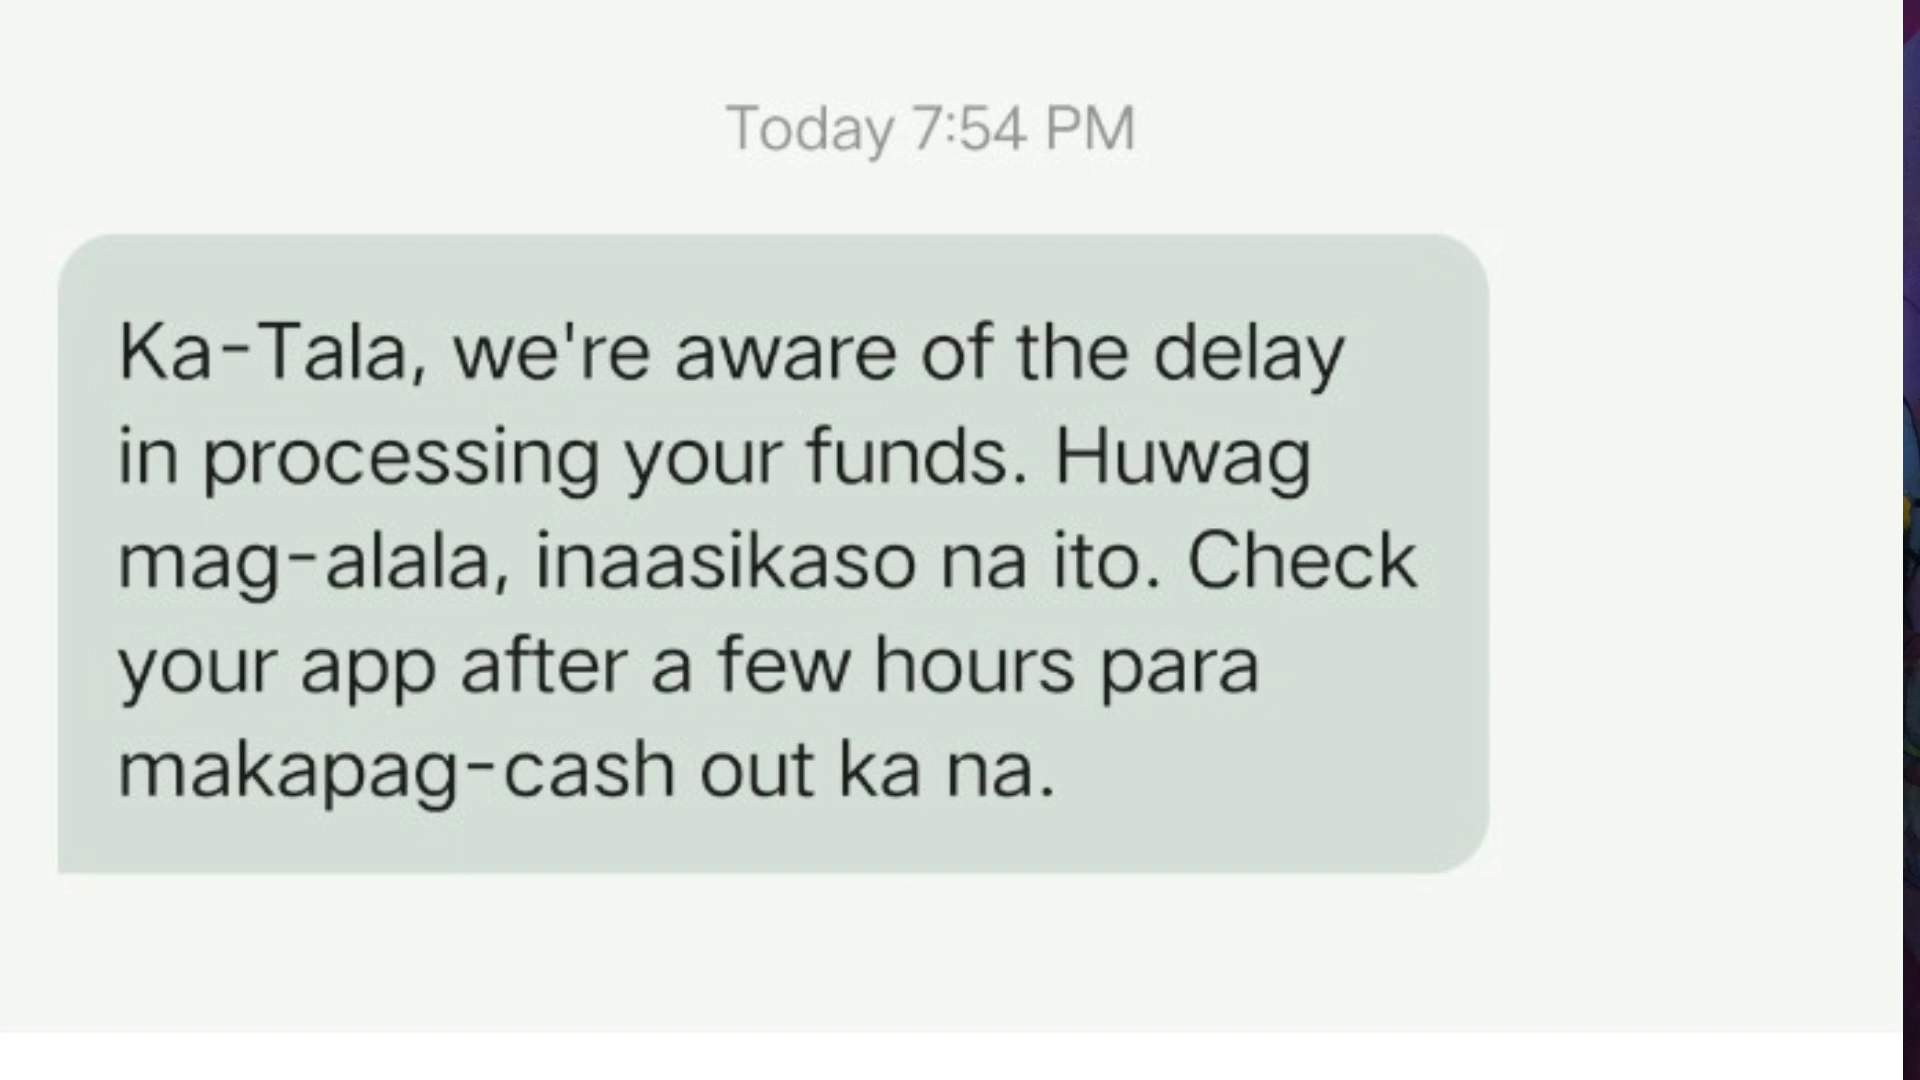 Today 7:54 PM
Ka-Tala, we're aware of the delay
in processing your funds. Huwag
mag-alala, inaasikaso na ito. Check
your app after a few hours para
makapag-cash out ka na.